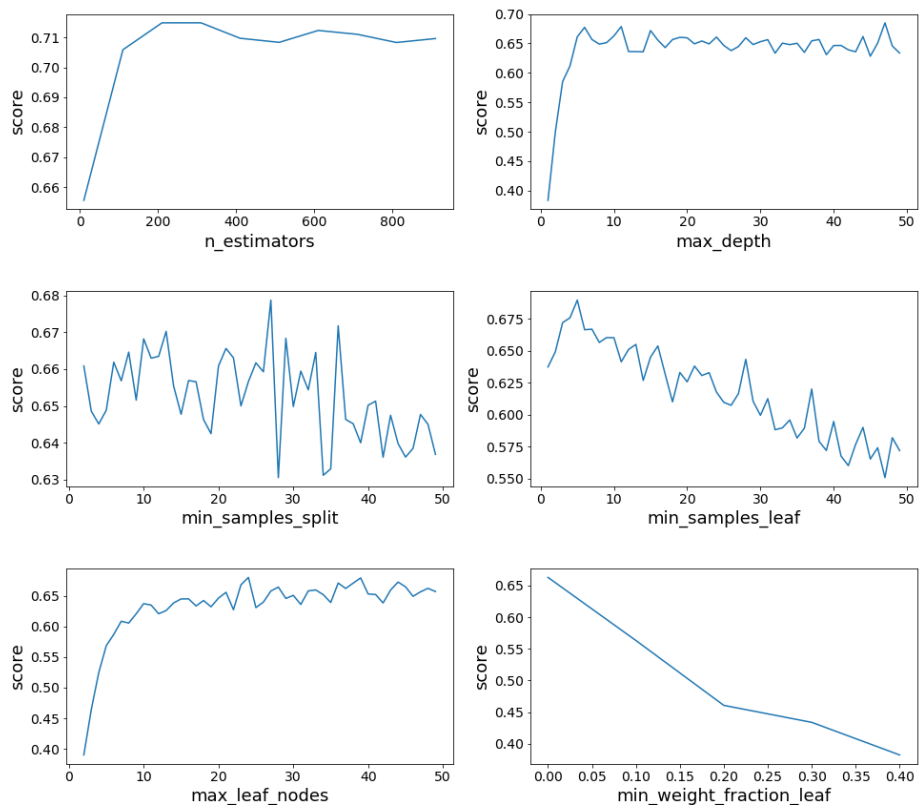 0.71
0.70
0.69
0.68
0.67
0.66
score
0 200 400 600 800
n_estimators
0.70
0.65
0.60
0.55
0.50
0.45
0.40
score
0 10 20 30 40 50
max_depth
0.68
0.67
0.66
0.65
0.64
0.63
score
0 10 20 30 40 50
min_samples_split
0.675
0.650
0.625
0.600
0.575
0.550
score
0 10 20 30 40 50
min_samples_leaf
0.65
0.60
0.55
0.50
0.45
0.40
score
0 10 20 30 40 50
max_leaf_nodes
0.65
0.60
0.55
0.50
0.45
0.40
score
0.00 0.05 0.10 0.15 0.20 0.25 0.30 0.35 0.40
min_weight_fraction_leaf